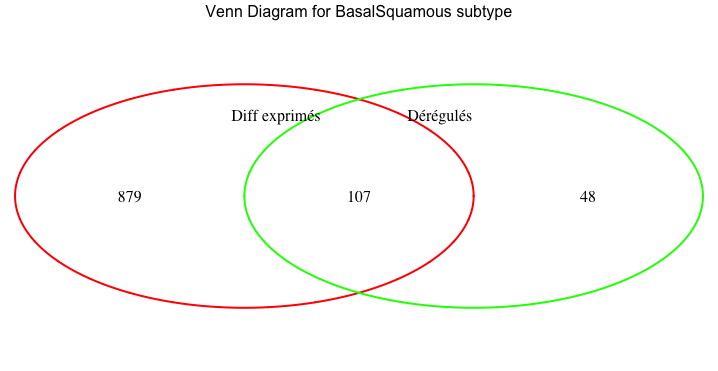 Venn Diagram for BasalSquamous subtype
Diff exprimés Dérégulés
879 107 48